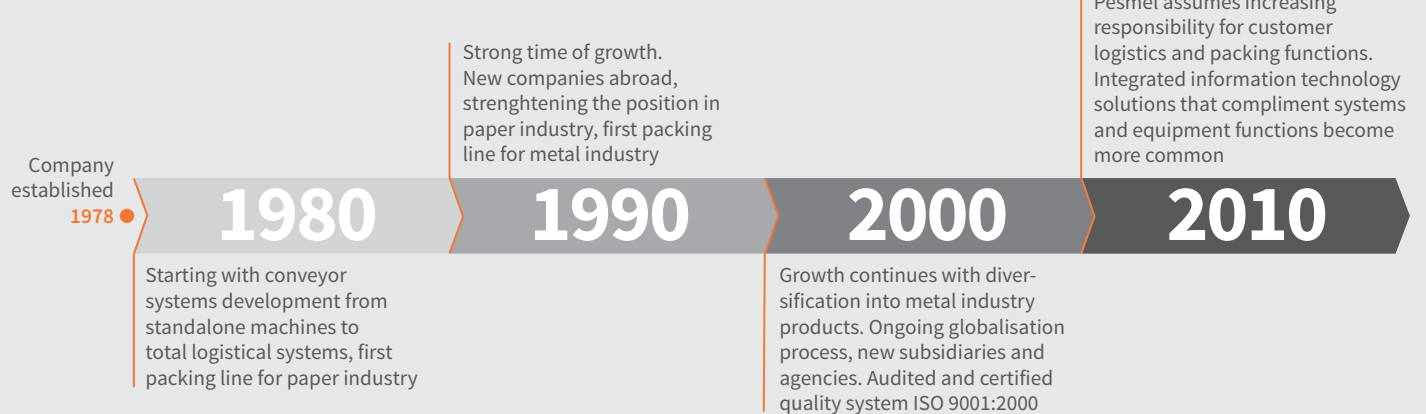 Company
established
1978
1980
Starting with conveyor
systems development from
standalone machines to
total logistical systems, first
packing line for paper industry
Strong time of growth.
New companies abroad,
strenghtening the position in
paper industry, first packing
line for metal industry
1990
2000
Growth continues with diver-
sification into metal industry
products. Ongoing globalisation
process, new subsidiaries and
agencies. Audited and certified
quality system ISO 9001:2000
Pesmel assumes increasing
responsibility for customer
logistics and packing functions.
Integrated information technology
solutions that compliment systems
and equipment functions become
more common
2010